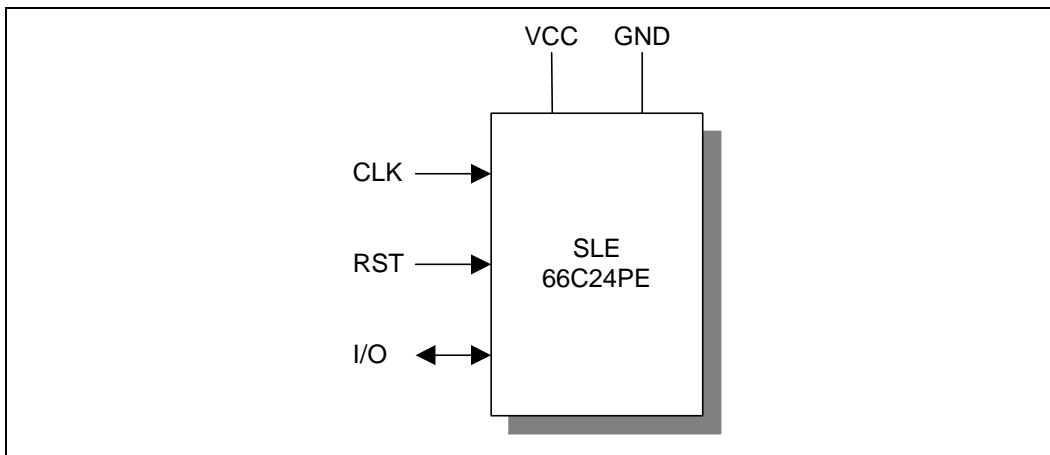 VCC GND
CLK
RST
I/O
SLE
66C24PE